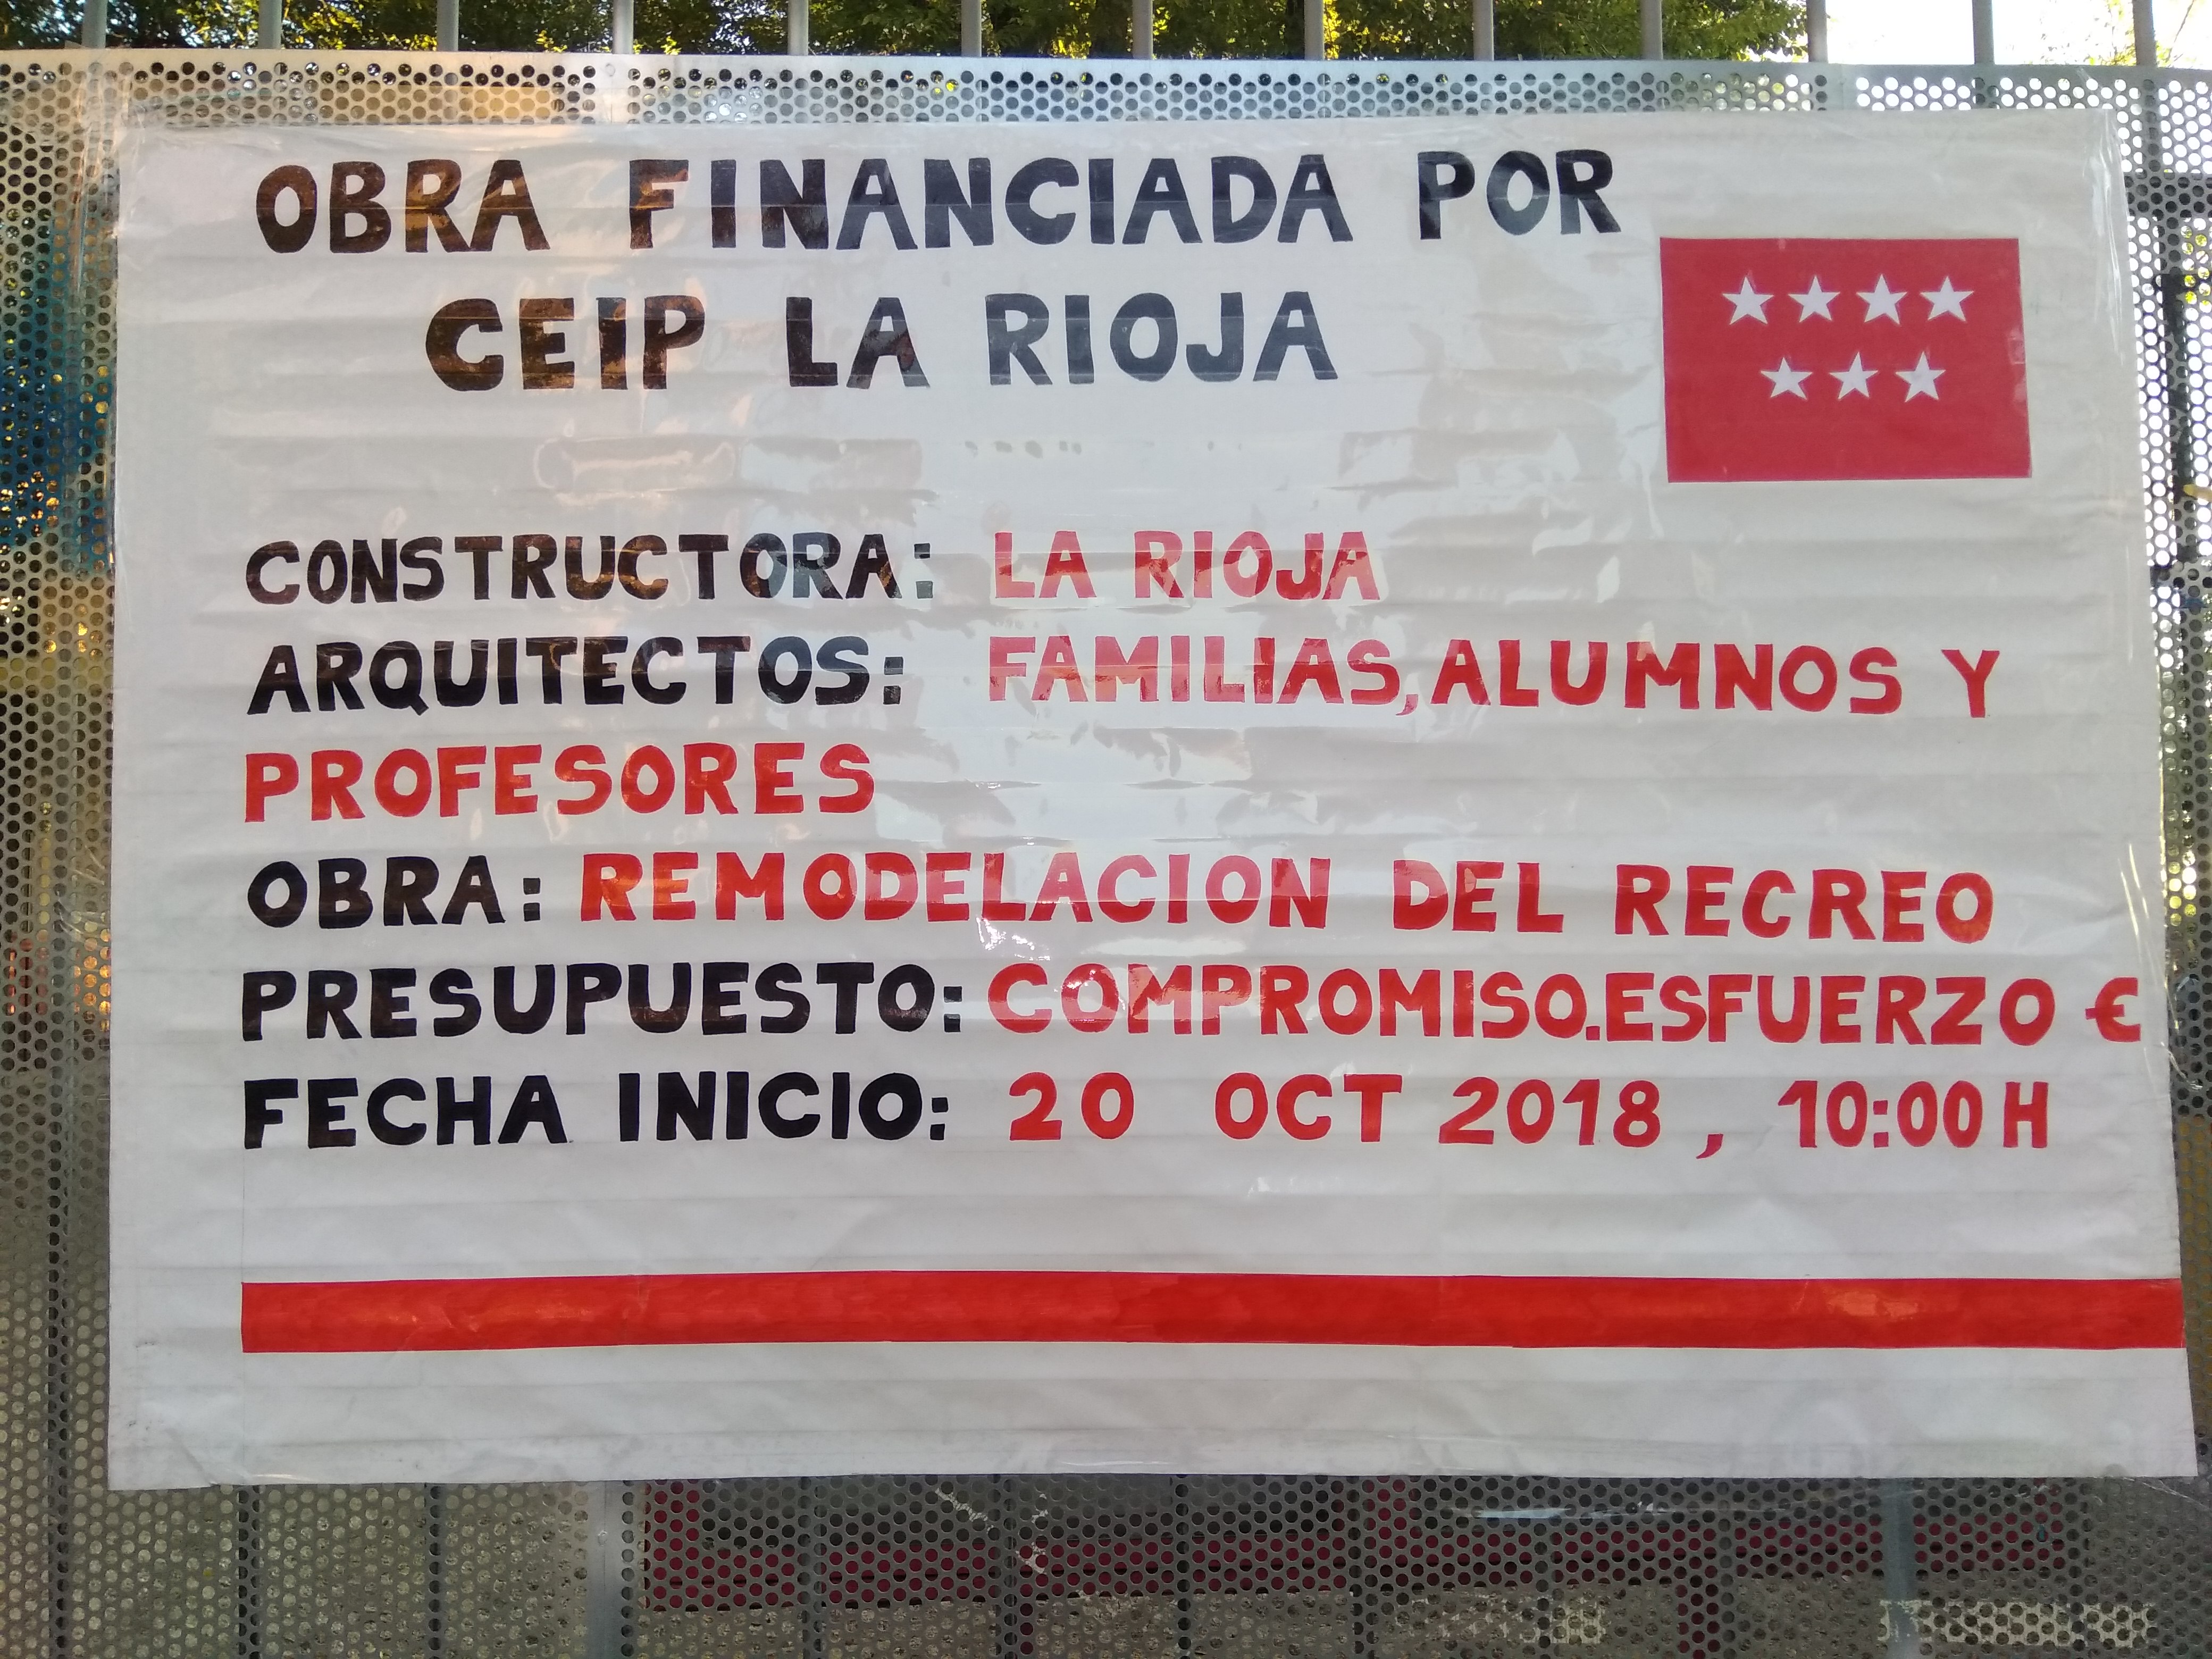 OBRA FINANCIADA POR
CEIP LA RIOJA
CONSTRUCTORA: LA RIOJA
ARQUITECTOS: FAMILIAS, ALUMNOS Y
PROFESORES
OBRA: REMODELACION DEL RECREO
PRESUPUESTO: COMPROMISO.ESFUERZO €
FECHA INICIO: 20 OCT 2018, 10:00 H